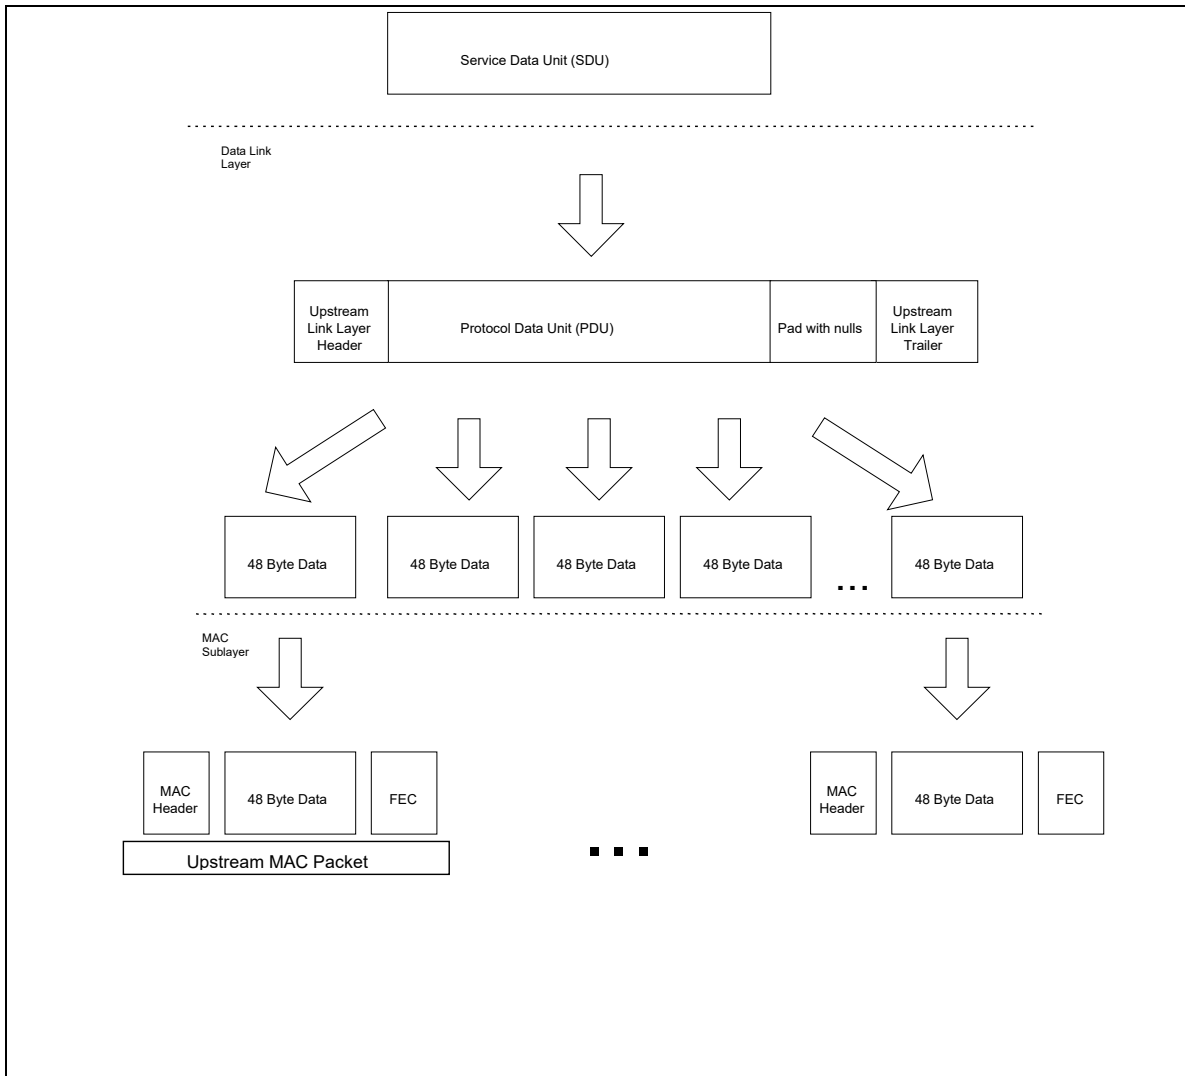 Service Data Unit (SDU)
Data Link
Layer
Upstream
Link Layer
Header
Protocol Data Unit (PDU)
Pad with nulls
Upstream
Link Layer
Trailer
48 Byte Data
48 Byte Data
48 Byte Data
48 Byte Data
...
48 Byte Data
MAC
Sublayer
MAC
Header
48 Byte Data
FEC
MAC
Header
48 Byte Data
FEC
Upstream MAC Packet
...